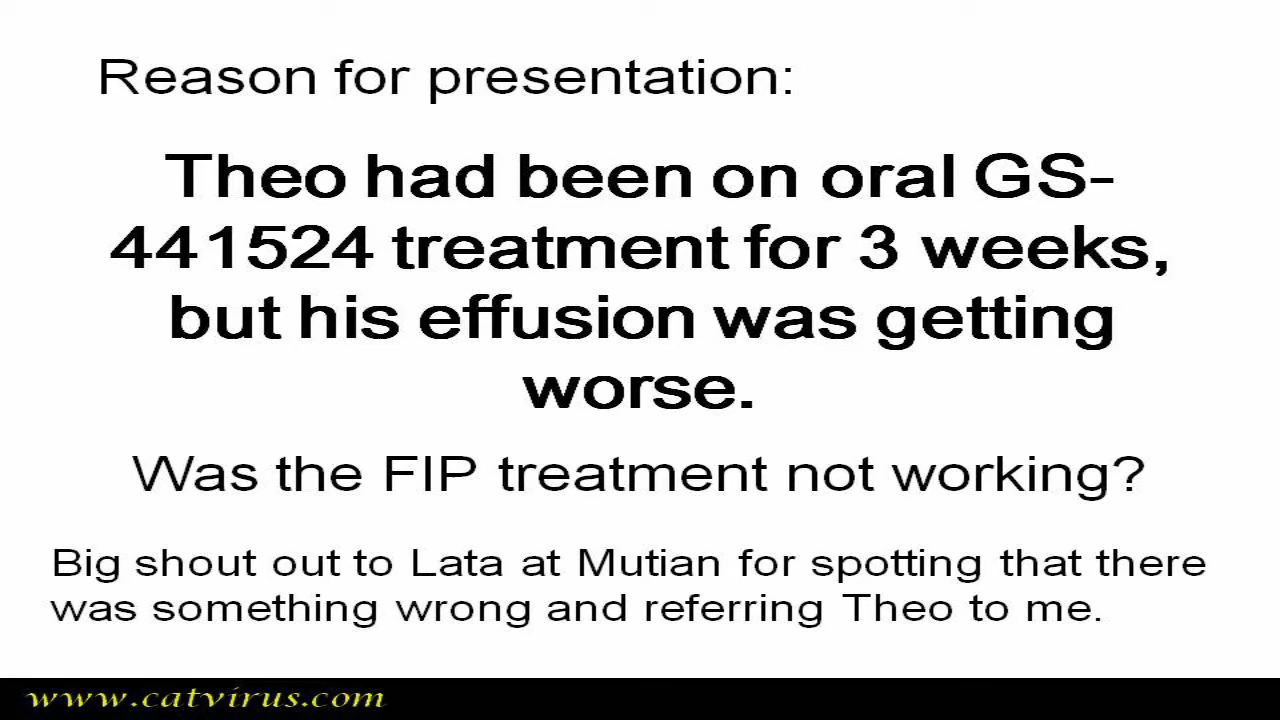 Reason for presentation:
Theo had been on oral GS-
441524 treatment for 3 weeks,
but his effusion was getting
worse.
Was the FIP treatment not working?
Big shout out to Lata at Mutian for spotting that there
was something wrong and referring Theo to me.
www.catvirus.com